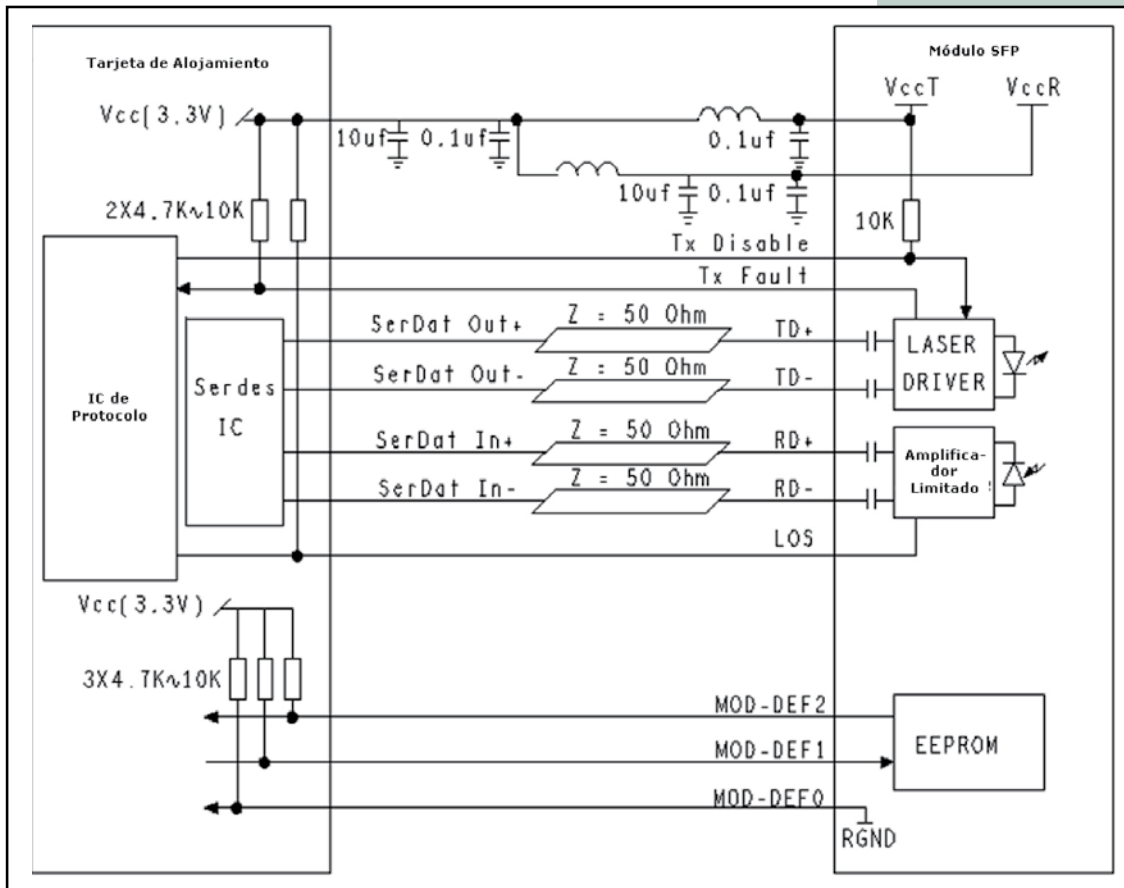 Tarjeta de Alojamiento
Módulo SFP
VccT
VccR
Vcc(3.3V)
10uf
0.1uf
0.1uf
10uf
0.1uf
2X4.7K~10K
10K
Tx Disable
Tx Fault
SerDat Out+
Z = 50 Ohm
TD+
SerDat Out-
Z = 50 Ohm
TD-
LASER
DRIVER
IC de
Protocolo
Serdes
IC
SerDat In+
Z = 50 Ohm
RD+
SerDat In-
Z = 50 Ohm
RD-
Amplifica-
dor
Limitado
LOS
Vcc(3.3V)
3X4.7K~10K
MOD-DEF2
MOD-DEF1
MOD-DEF0
EEPROM
RGND